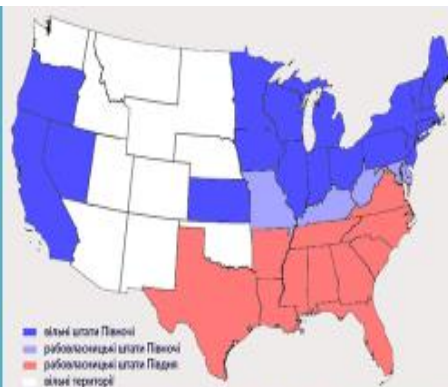 вільні штати Півночі
рабовласницькі штати Півночі
рабовласницькі штати Півдня
вільні території